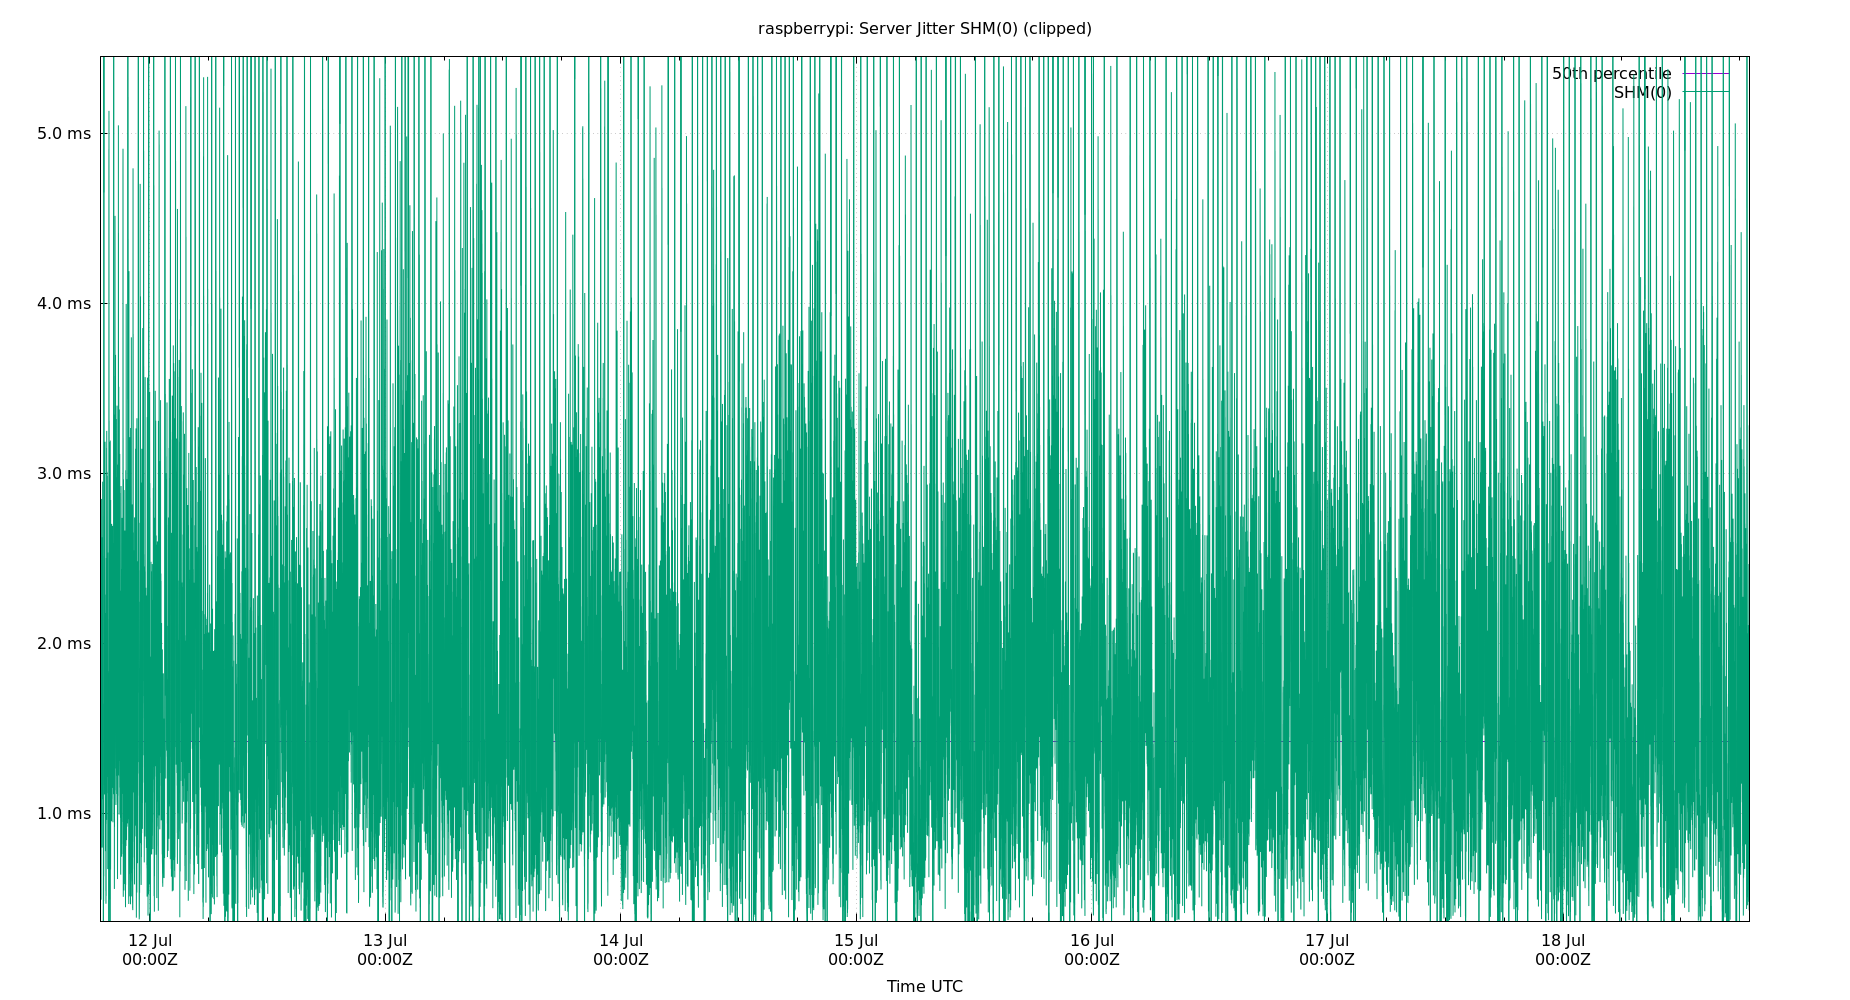 raspberrypi: Server Jitter SHM(0) (clipped)
50th percentile
SHM(0)
5.0 ms
4.0 ms
3.0 ms
2.0 ms
1.0 ms
12 Jul 13 Jul 14 Jul 15 Jul 16 Jul 17 Jul 18 Jul
00:00Z 00:00Z 00:00Z 00:00Z 00:00Z 00:00Z 00:00Z
Time UTC